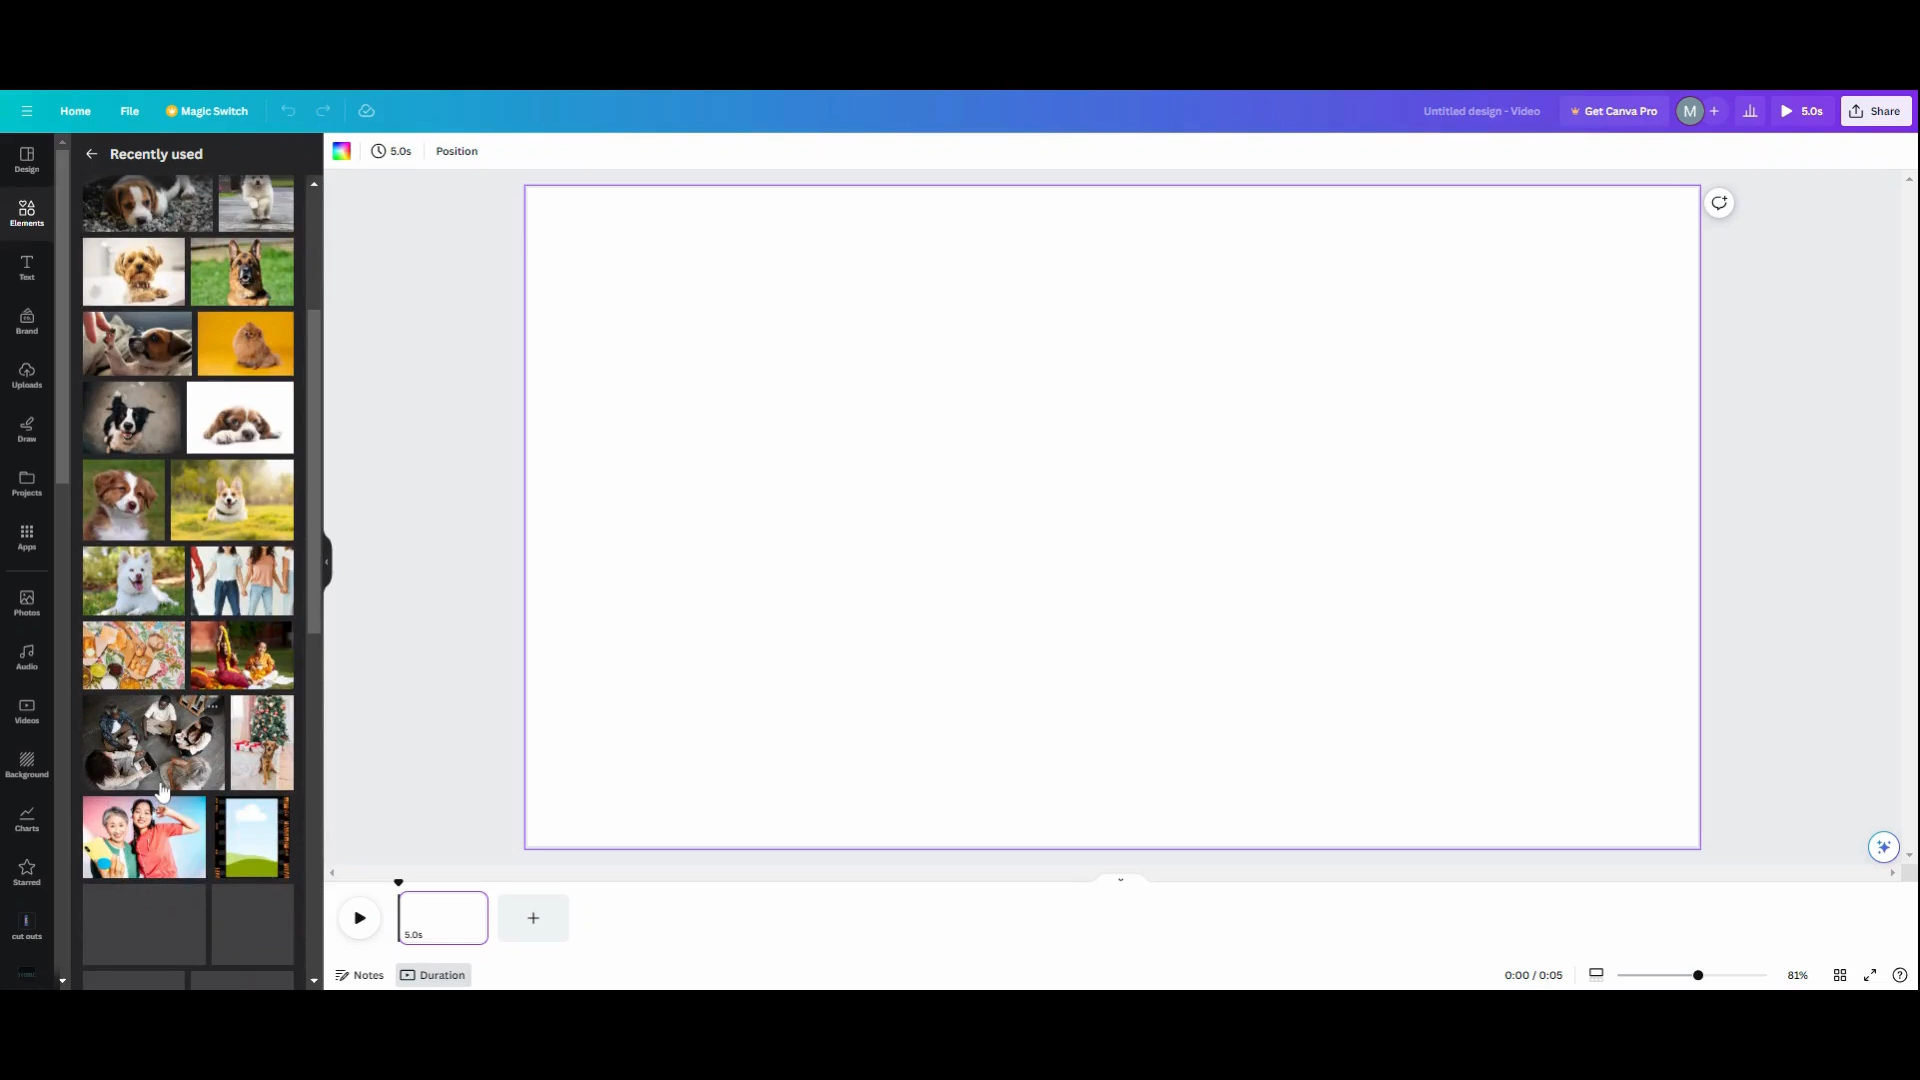 Home File Magic Switch Untitled design - Video Get Canva Pro M + 5.0s Share
Design
Recently used
5.0s Position
Elements
Text
Brand
Uploads
Draw
Projects
Apps
Photos
Audio
Videos
Background
Charts
Starred
cut outs
5.0s
Notes Duration 0:00 / 0:05 81%